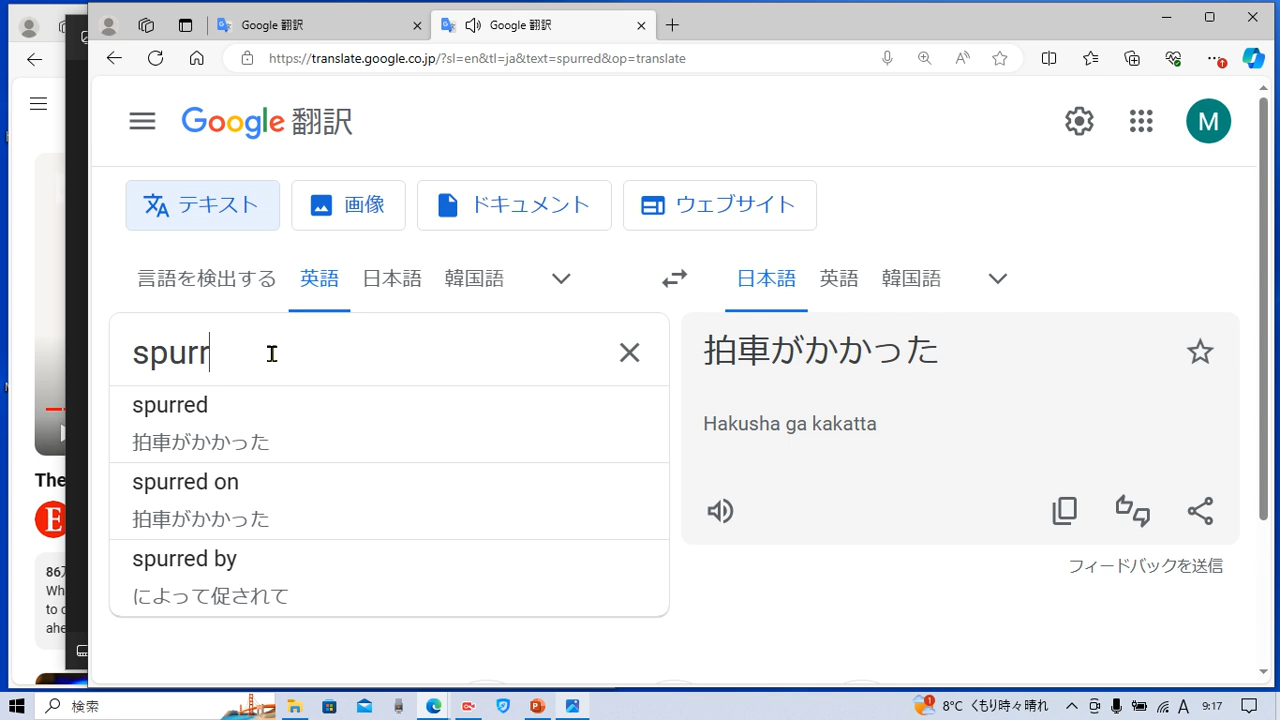 Google 翻訳
Google 翻訳
https://translate.google.co.jp/?sl=en&tl=ja&text=spurred&op=translate
Google 翻訳
M
テキスト
画像
ドキュメント
ウェブサイト
言語を検出する 英語 日本語 韓国語
日本語 英語 韓国語
spurr
拍車がかかった
Hakusha ga kakatta
spurred
拍車がかかった
spurred on
拍車がかかった
spurred by
によって促されて
フィードバックを送信
The
E
Wh
to c
ahe
検索
1
8°C くもり時々晴れ
A
9:17